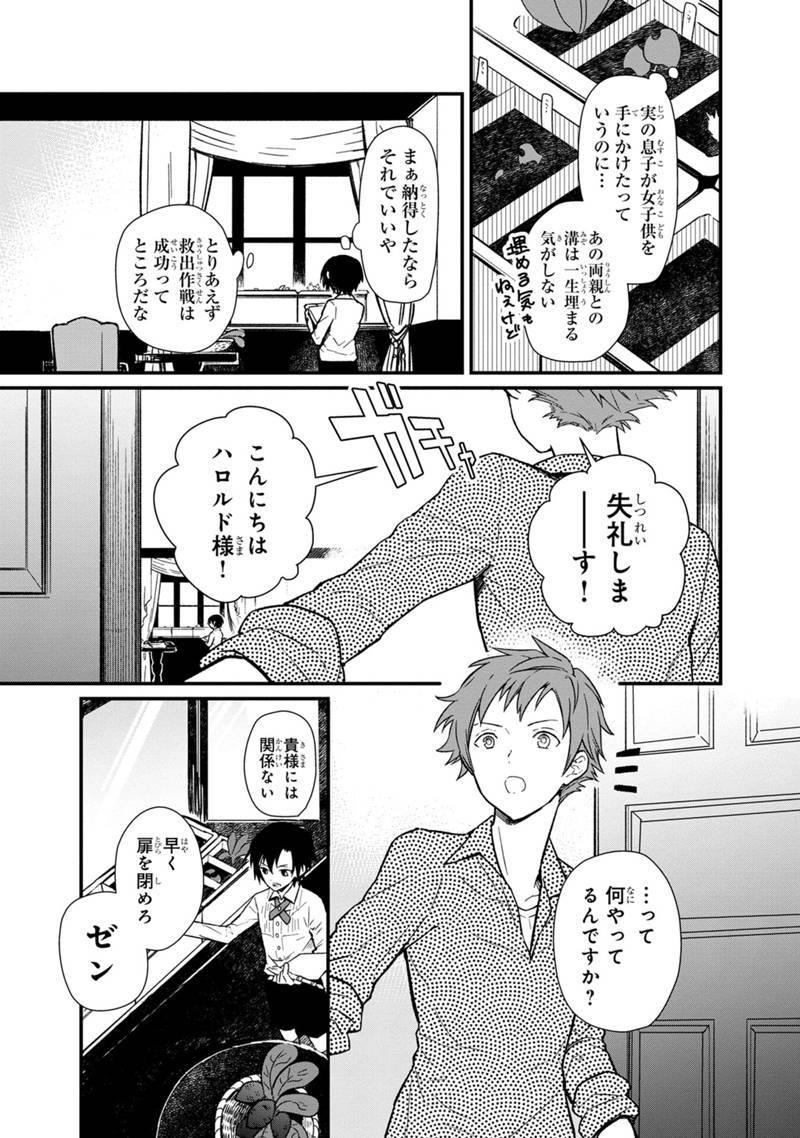 実の息子が女子供を
手にかけたって
いうのに…
あの両親との
溝は一生埋まる
気がしない
埋める気も
ねぇけど
まぁ納得したなら
それでいいや
とりあえず
救出作戦は
成功って
ところだな
ガチャ
失礼しま
ーーす!
こんにちは
ハロルド様!
…って
何やって
るんですか?
貴様には
関係ない
早く
扉を閉めろ
ゼン